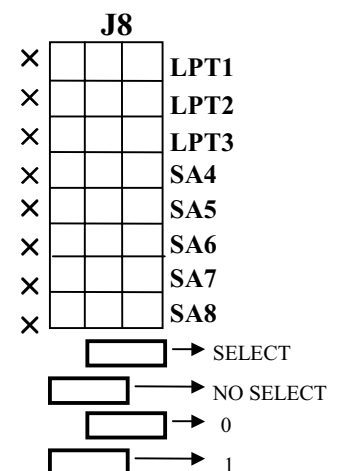 J8
LPT1
LPT2
LPT3
SA4
SA5
SA6
SA7
SA8
SELECT
NO SELECT
0
1